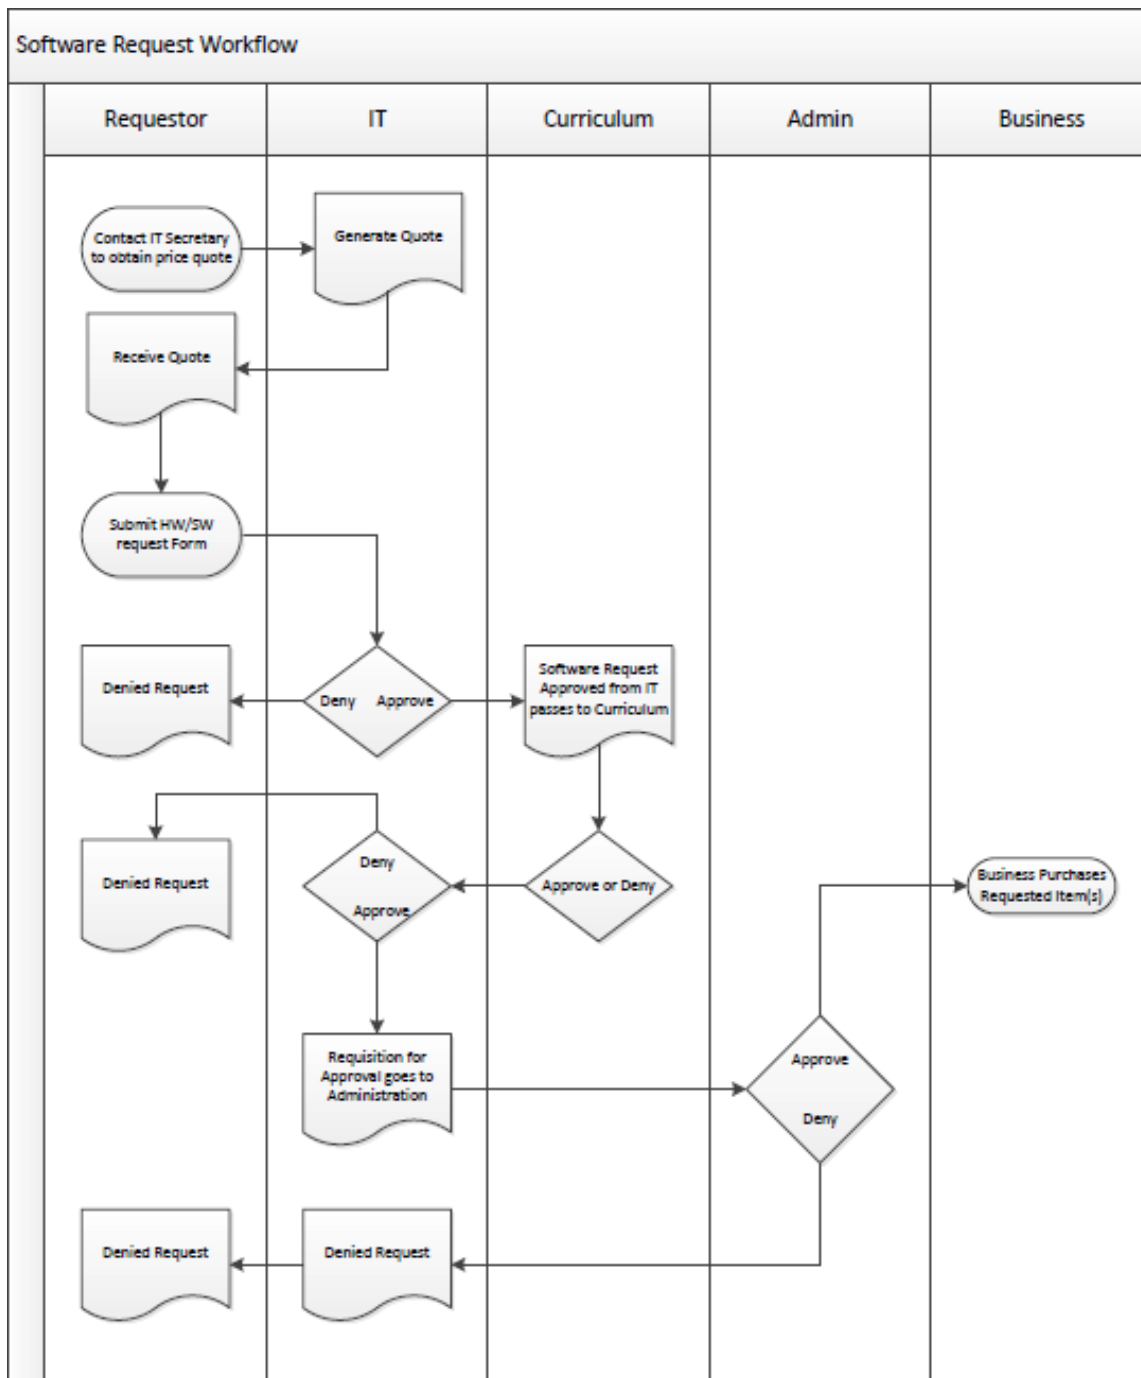 Software Request Workflow
Requestor
IT
Curriculum
Admin
Business
Contact IT Secretary
to obtain price quote
Generate Quote
Receive Quote
Submit HW/SW
request Form
Denied Request
Deny
Approve
Software Request
Approved from IT
passes to Curriculum
Denied Request
Deny
Approve
Approve or Deny
Business Purchases
Requested Item(s)
Requisition for
Approval goes to
Administration
Approve
Deny
Denied Request
Denied Request